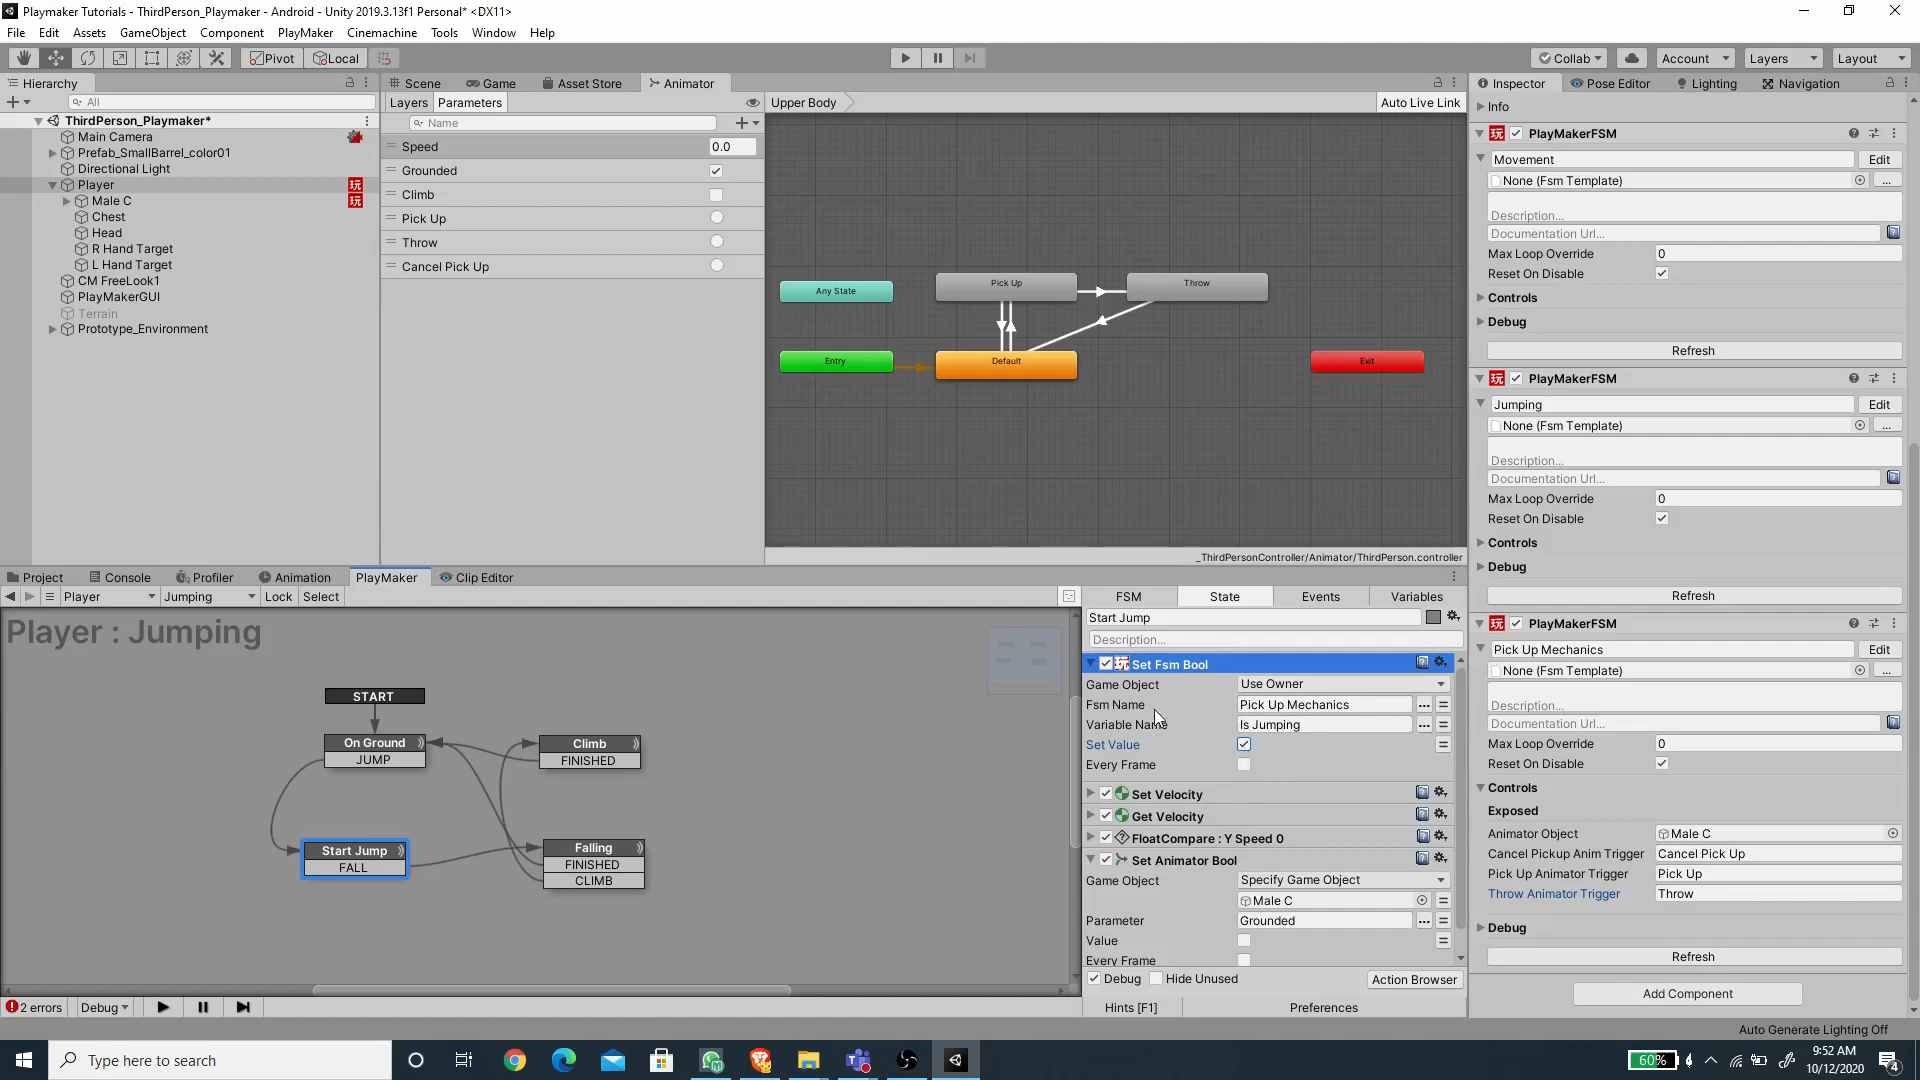 Playmaker Tutorials - ThirdPerson_Playmaker - Android - Unity 2019.3.13f1 Personal* <DX11>
File Edit Assets GameObject Component PlayMaker Cinemachine Tools Window Help
Pivot Local Collab Account Layers Layout
Hierarchy
All
ThirdPerson_Playmaker*
Main Camera
Prefab_SmallBarrel_color01
Directional Light
Player
Male C
Chest
Head
R Hand Target
L Hand Target
CM FreeLook1
PlayMakerGUI
Terrain
Prototype_Environment
Scene Game Asset Store Animator
Layers Parameters
Name
Speed 0.0
Grounded
Climb
Pick Up
Throw
Cancel Pick Up
Upper Body
Auto Live Link
Any State
Pick Up
Throw
Entry
Default
Exit
_ThirdPersonController/Animator/ThirdPerson.controller
Inspector Pose Editor Lighting Navigation
Info
PlayMakerFSM
Movement Edit
None (Fsm Template) ...
Description...
Documentation Url...
Max Loop Override 0
Reset On Disable
Controls
Debug
Refresh
PlayMakerFSM
Jumping Edit
None (Fsm Template) ...
Description...
Documentation Url...
Max Loop Override 0
Reset On Disable
Controls
Debug
Refresh
PlayMakerFSM
Pick Up Mechanics Edit
None (Fsm Template) ...
Description...
Documentation Url...
Max Loop Override 0
Reset On Disable
Controls
Exposed
Animator Object Male C
Cancel Pickup Anim Trigger Cancel Pick Up
Pick Up Animator Trigger Pick Up
Throw Animator Trigger Throw
Debug
Refresh
Add Component
Auto Generate Lighting Off
Project Console Profiler Animation PlayMaker Clip Editor
Player Jumping Lock Select
Player : Jumping
START
On Ground
JUMP
Climb
FINISHED
Start Jump
FALL
Falling
FINISHED
CLIMB
FSM State Events Variables
Start Jump
Description...
Set Fsm Bool
Game Object Use Owner
Fsm Name Pick Up Mechanics
Variable Name Is Jumping
Set Value
Every Frame
Set Velocity
Get Velocity
FloatCompare : Y Speed 0
Set Animator Bool
Game Object Specify Game Object
Male C
Parameter Grounded
Value
Every Frame
Debug Hide Unused Action Browser
Hints [F1] Preferences
2 errors Debug
Type here to search
60%
9:52 AM
10/12/2020
4